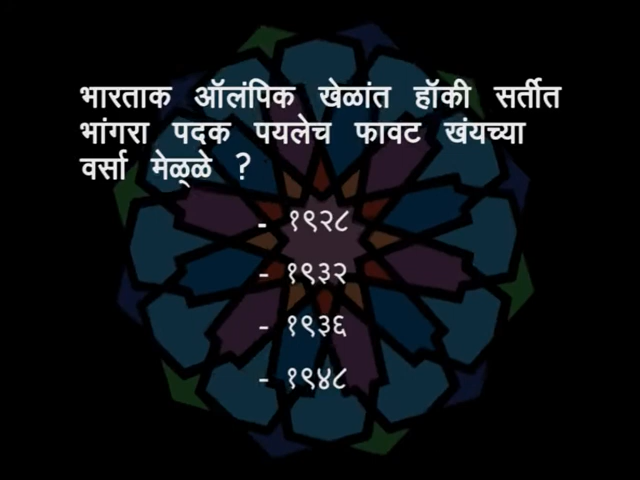 भारताक ऑलंपिक खेळांत हॉकी सर्तीत
भांगरा पदक पयलेच फावट खंयच्या
वर्सा मेळ्ळे ?
- १९२८
- १९३२
- १९३६
- १९४८